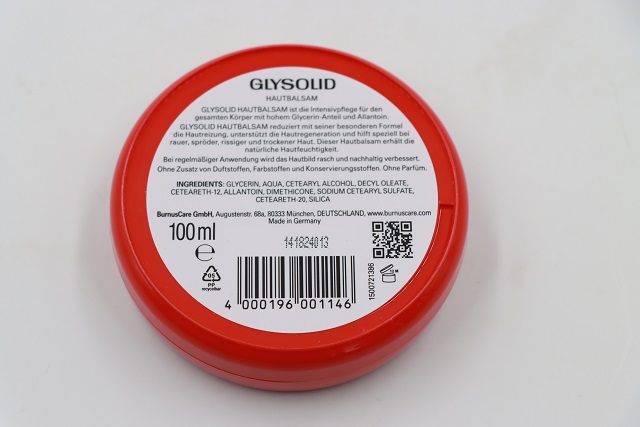 GLYSOLID
HAUTBALSAM
GLYSOLID HAUTBALSAM ist die Intensivpflege für den
gesamten Körper mit hohem Glycerin-Anteil und Allantoin.
GLYSOLID HAUTBALSAM reduziert mit seiner besonderen Formel
die Hautreizung, unterstützt die Hautregeneration und hilft speziell bei
rauer, spröder, rissiger und trockener Haut. Dieser Hautbalsam erhält die
natürliche Hautfeuchtigkeit.
Bei regelmäßiger Anwendung wird das Hautbild rasch und nachhaltig verbessert.
Ohne Zusatz von Duftstoffen, Farbstoffen und Konservierungsstoffen. Ohne Parfüm.
INGREDIENTS: GLYCERIN, AQUA, CETEARYL ALCOHOL, DECYL OLEATE,
CETEARETH-12, ALLANTOIN, DIMETHICONE, SODIUM CETEARYL SULFATE,
CETEARETH-20, SILICA
BurnusCare GmbH, Augustenstr. 68a, 80333 München, DEUTSCHLAND, www.burnuscare.com
Made in Germany
100 ml
℮
141824013
05
PP
recycelbar
4 000196 001146
1500721386